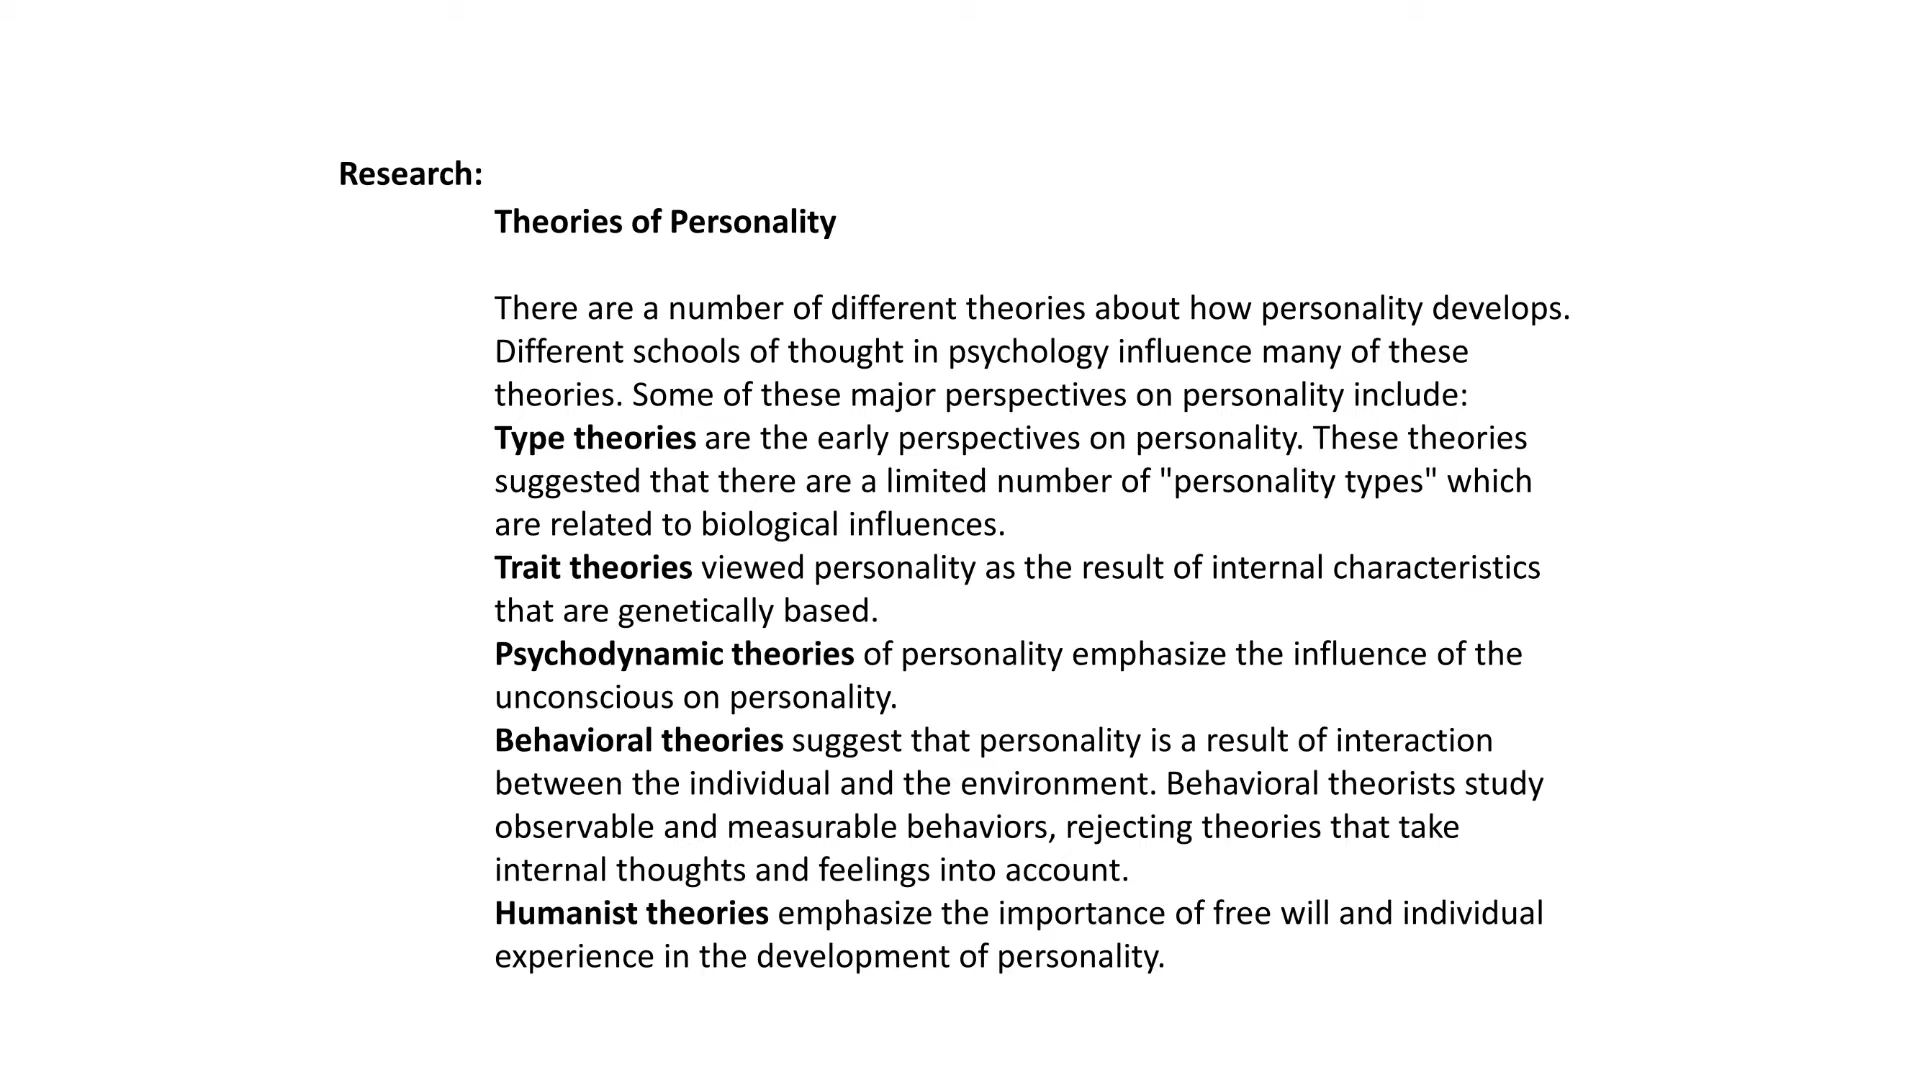 Research:
Theories of Personality
There are a number of different theories about how personality develops.
Different schools of thought in psychology influence many of these
theories. Some of these major perspectives on personality include:
Type theories are the early perspectives on personality. These theories
suggested that there are a limited number of "personality types" which
are related to biological influences.
Trait theories viewed personality as the result of internal characteristics
that are genetically based.
Psychodynamic theories of personality emphasize the influence of the
unconscious on personality.
Behavioral theories suggest that personality is a result of interaction
between the individual and the environment. Behavioral theorists study
observable and measurable behaviors, rejecting theories that take
internal thoughts and feelings into account.
Humanist theories emphasize the importance of free will and individual
experience in the development of personality.